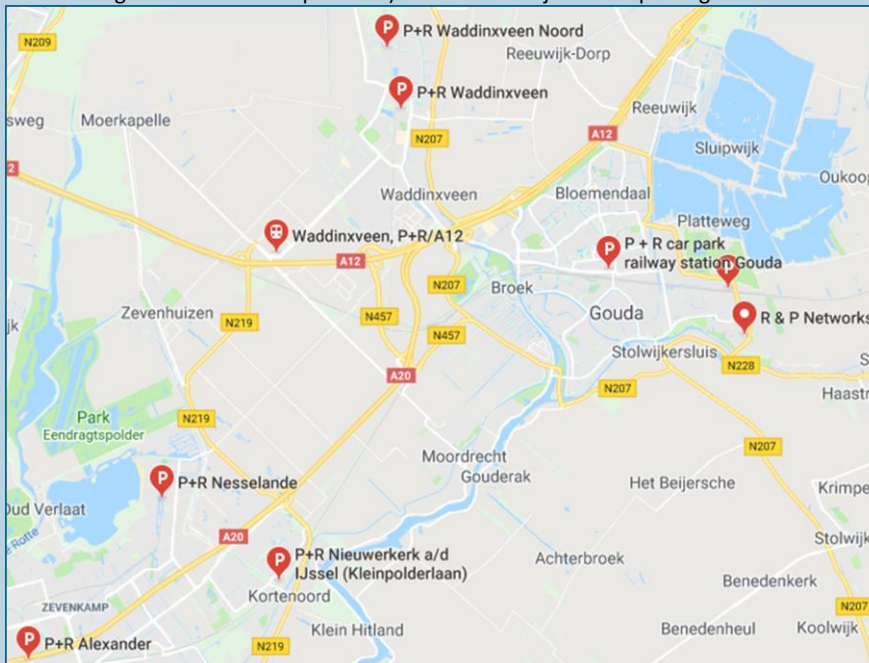 P+R Waddinxveen Noord
N209
Reeuwijk-Dorp
P+R Waddinxveen
Reeuwijk
Moerkapelle
A12
N207
Sluipwijk
Waddinxveen
Bloemendaal
Platteweg
Waddinxveen, P+R/A12
P + R car park
railway station Gouda
A12
N207
Broek
Zevenhuizen
Gouda
R & P Networks
N219
N457
N457
Stolwijkersluis
N228
A20
N207
Park
Eendragtspolder
N219
N207
Moordrecht
Gouderak
P+R Nesselande
Het Beijersche
A20
P+R Nieuwerkerk a/d
IJssel (Kleinpolderlaan)
Achterbroek
Kortenoord
Benedenkerk
ZEVENKAMP
N207
Klein Hitland
Benedenheul
Koolwijk
P+R Alexander
N219